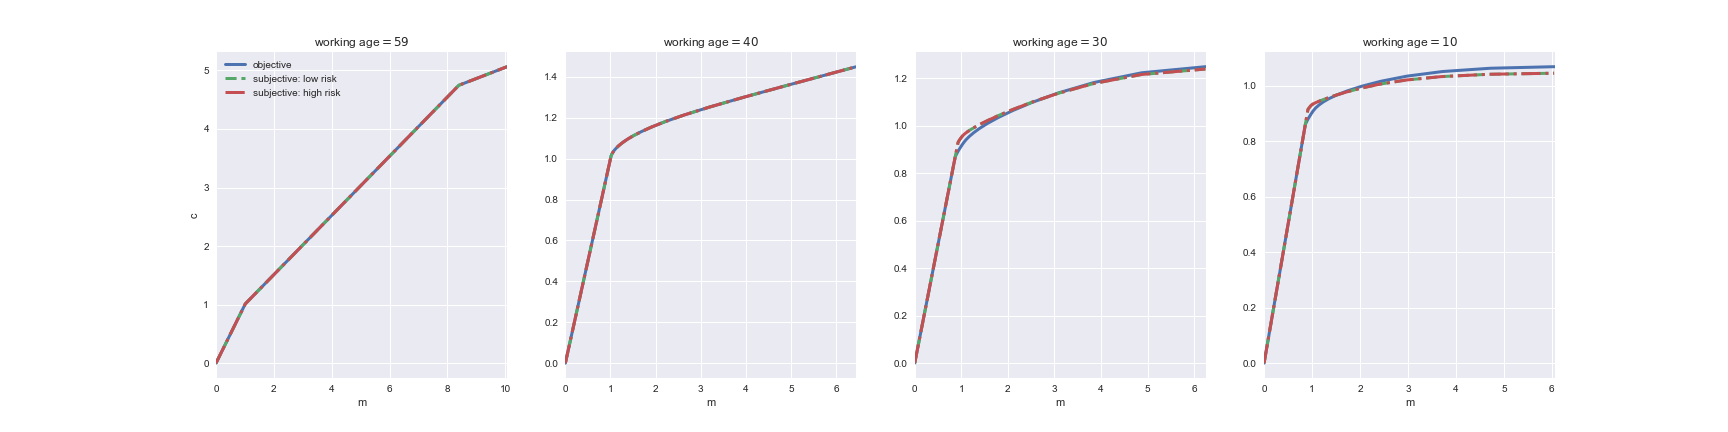 working age = 59
objective
subjective: low risk
subjective: high risk
c
5
4
3
2
1
0
0 2 4 6 8 10
m
working age = 40
1.4
1.2
1.0
0.8
0.6
0.4
0.2
0.0
0 1 2 3 4 5 6
m
working age = 30
1.2
1.0
0.8
0.6
0.4
0.2
0.0
0 1 2 3 4 5 6
m
working age = 10
1.0
0.8
0.6
0.4
0.2
0.0
0 1 2 3 4 5 6
m